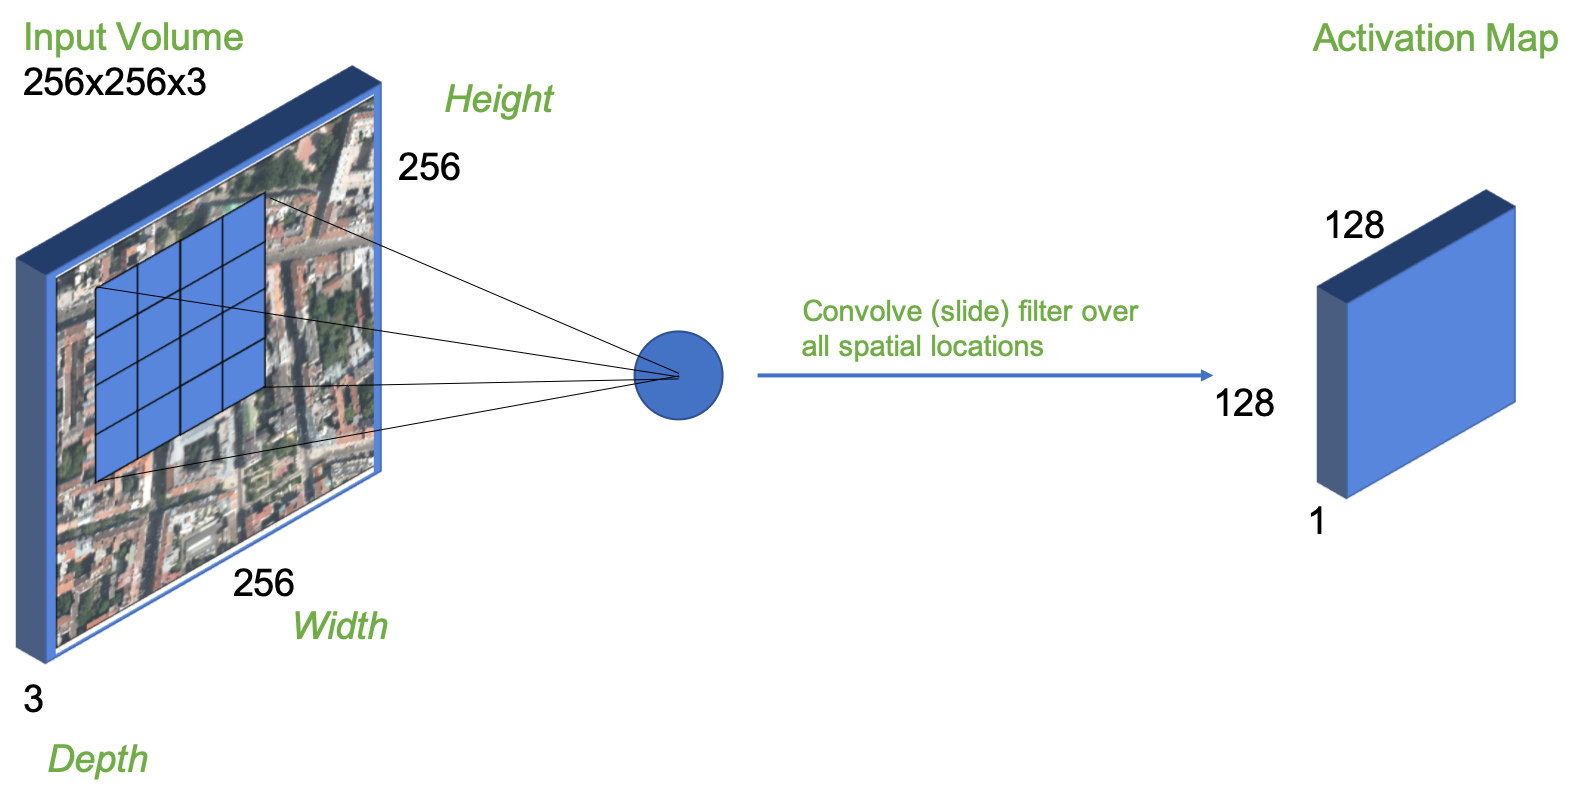 Input Volume
256x256x3
Height
256
256
Width
3
Depth
Convolve (slide) filter over
all spatial locations
Activation Map
128
128
1